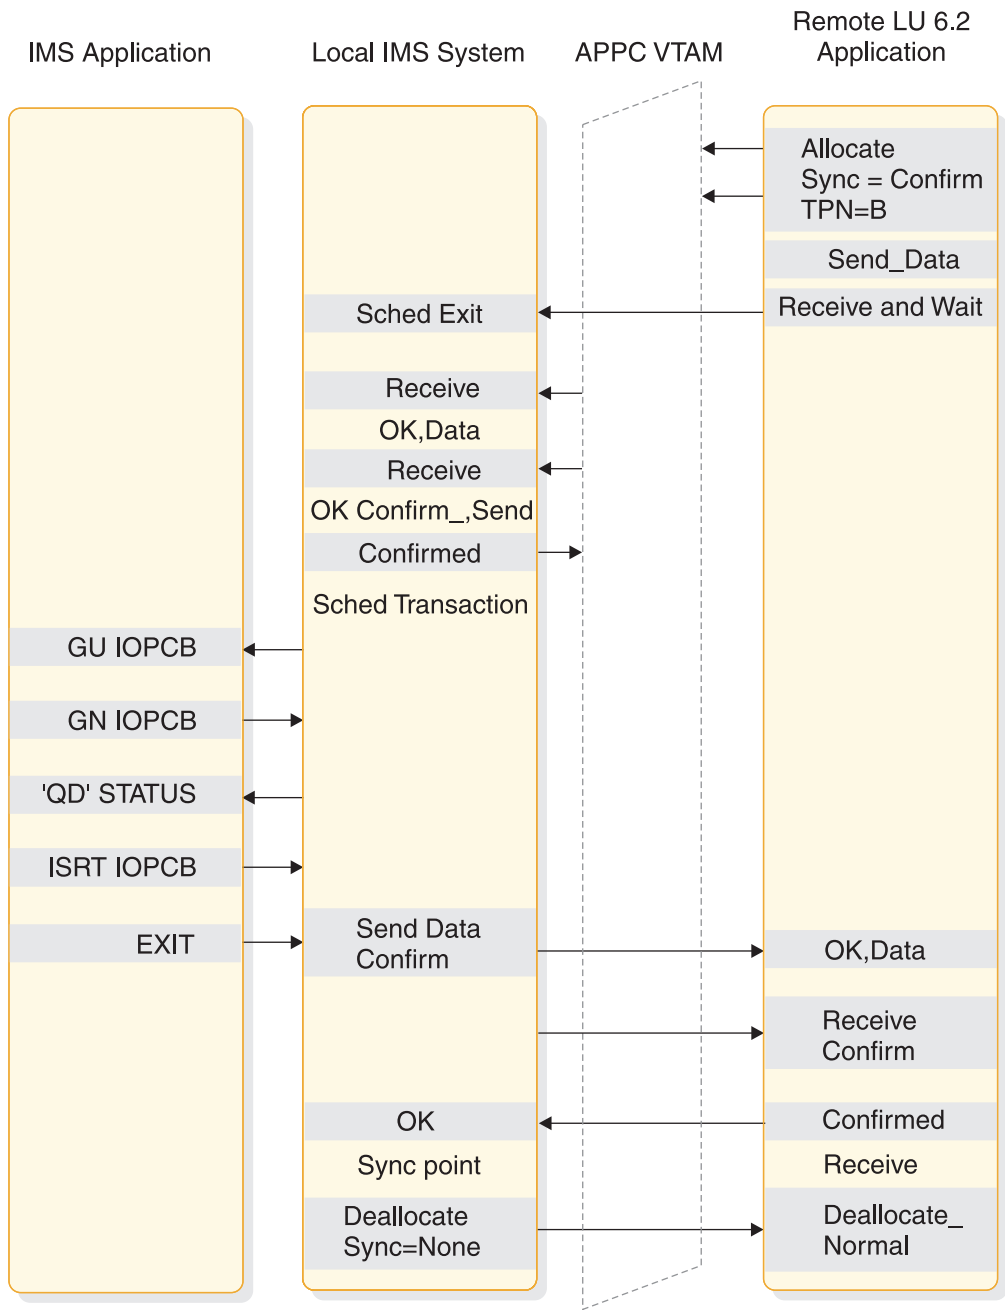 IMS Application
Local IMS System
APPC VTAM
Remote LU 6.2
Application
Allocate
Sync = Confirm
TPN=B
Send_Data
Sched Exit
Receive and Wait
Receive
OK,Data
Receive
OK Confirm_,Send
Confirmed
Sched Transaction
GU IOPCB
GN IOPCB
'QD' STATUS
ISRT IOPCB
EXIT
Send Data
Confirm
OK,Data
Receive
Confirm
OK
Confirmed
Sync point
Receive
Deallocate
Sync=None
Deallocate_
Normal